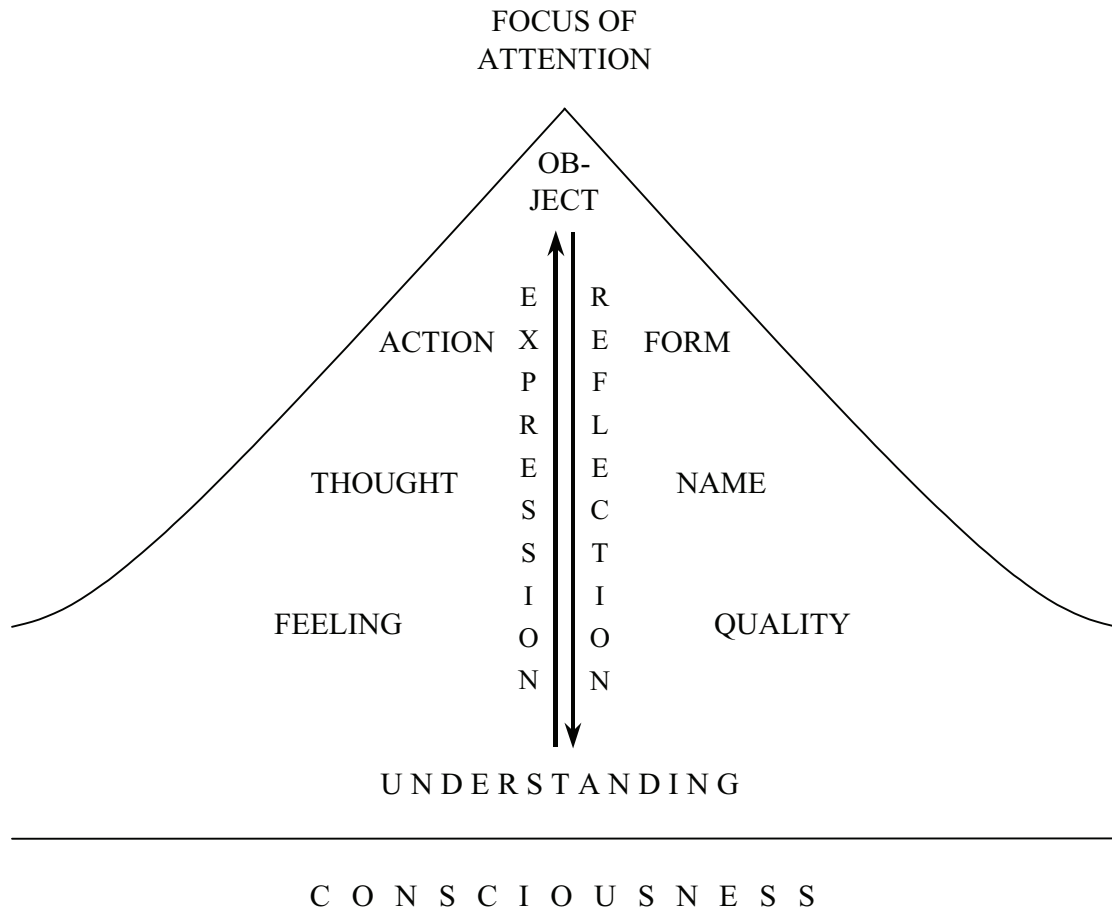 FOCUS OF
ATTENTION
OB-
JECT
EXPRESSION
REFLECTION
ACTION
FORM
THOUGHT
NAME
FEELING
QUALITY
UNDERSTANDING
CONSCIOUSNESS